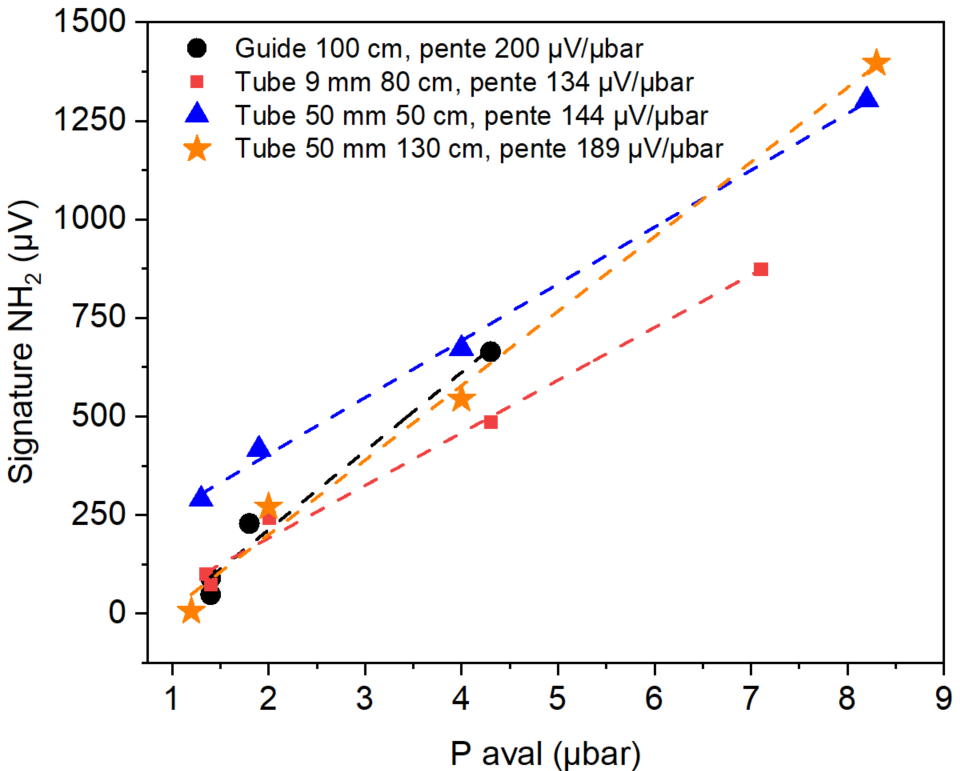 Guide 100 cm, pente 200 µV/µbar
Tube 9 mm 80 cm, pente 134 µV/µbar
Tube 50 mm 50 cm, pente 144 µV/µbar
Tube 50 mm 130 cm, pente 189 µV/µbar
Signature NH₂ (µV)
1500
1250
1000
750
500
250
0
1 2 3 4 5 6 7 8 9
P aval (µbar)